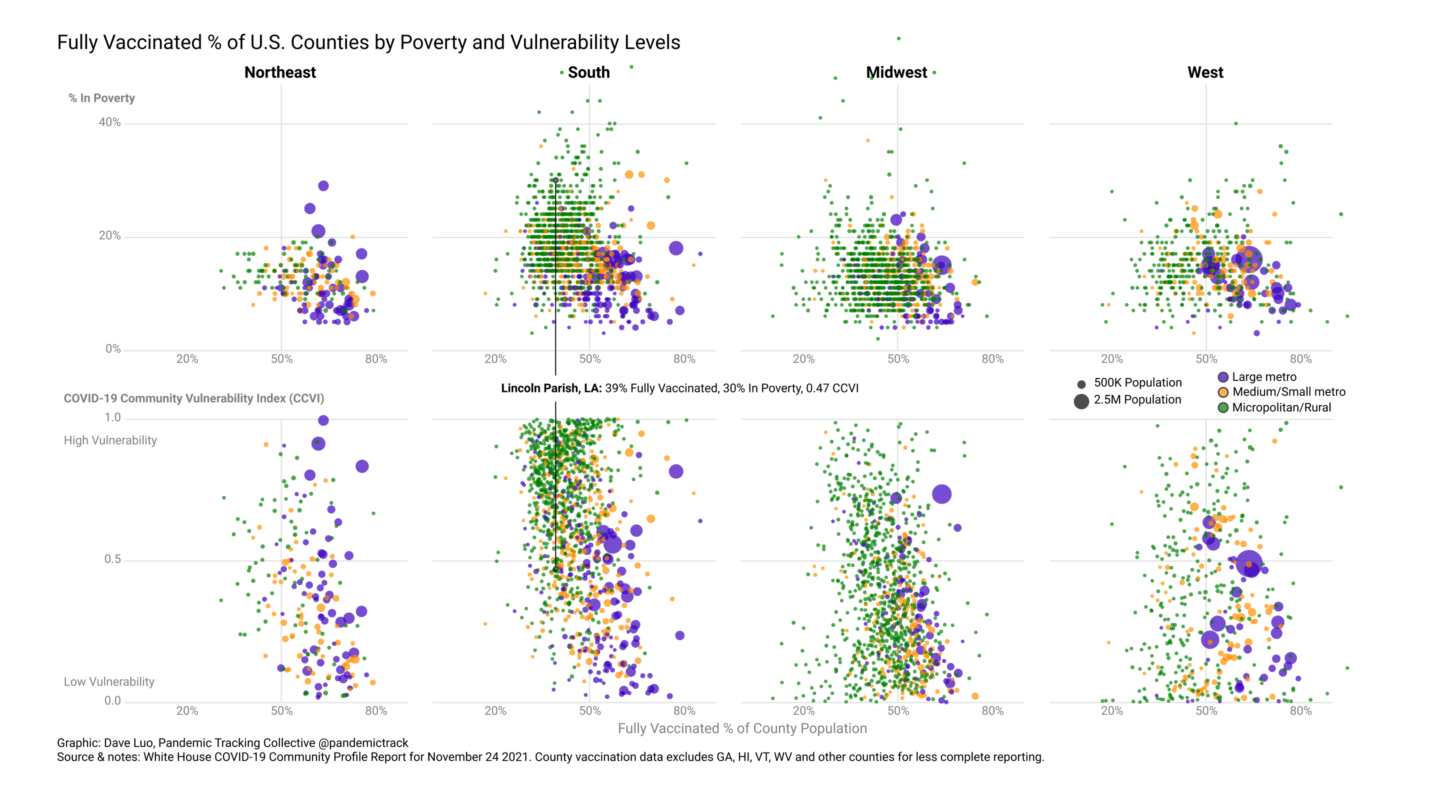 Fully Vaccinated % of U.S. Counties by Poverty and Vulnerability Levels
Northeast
South
Midwest
West
% In Poverty
40%
20%
0%
20% 50% 80%
20% 50% 80%
20% 50% 80%
20% 50% 80%
Lincoln Parish, LA: 39% Fully Vaccinated, 30% In Poverty, 0.47 CCVI
500K Population
2.5M Population
Large metro
Medium/Small metro
Micropolitan/Rural
COVID-19 Community Vulnerability Index (CCVI)
1.0
High Vulnerability
0.5
Low Vulnerability
0.0
20% 50% 80%
20% 50% 80%
20% 50% 80%
20% 50% 80%
Fully Vaccinated % of County Population
Graphic: Dave Luo, Pandemic Tracking Collective @pandemictrack
Source & notes: White House COVID-19 Community Profile Report for November 24 2021. County vaccination data excludes GA, HI, VT, WV and other counties for less complete reporting.